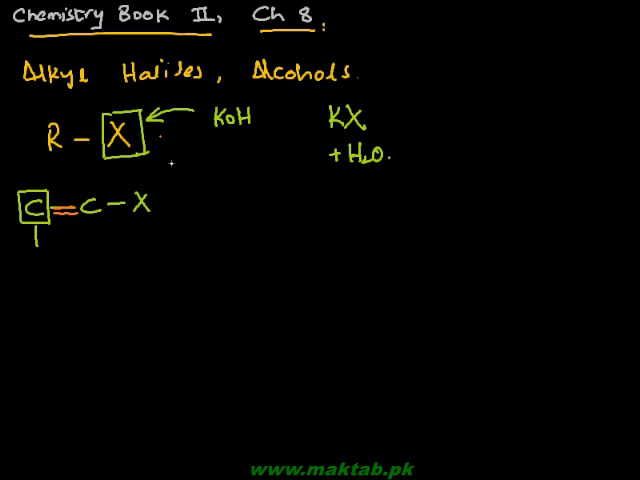 Chemistry Book II, Ch 8.
Alkyl Halides, Alcohols.
R – X KOH KX
+ H2O.
C = C – X
www.maktab.pk